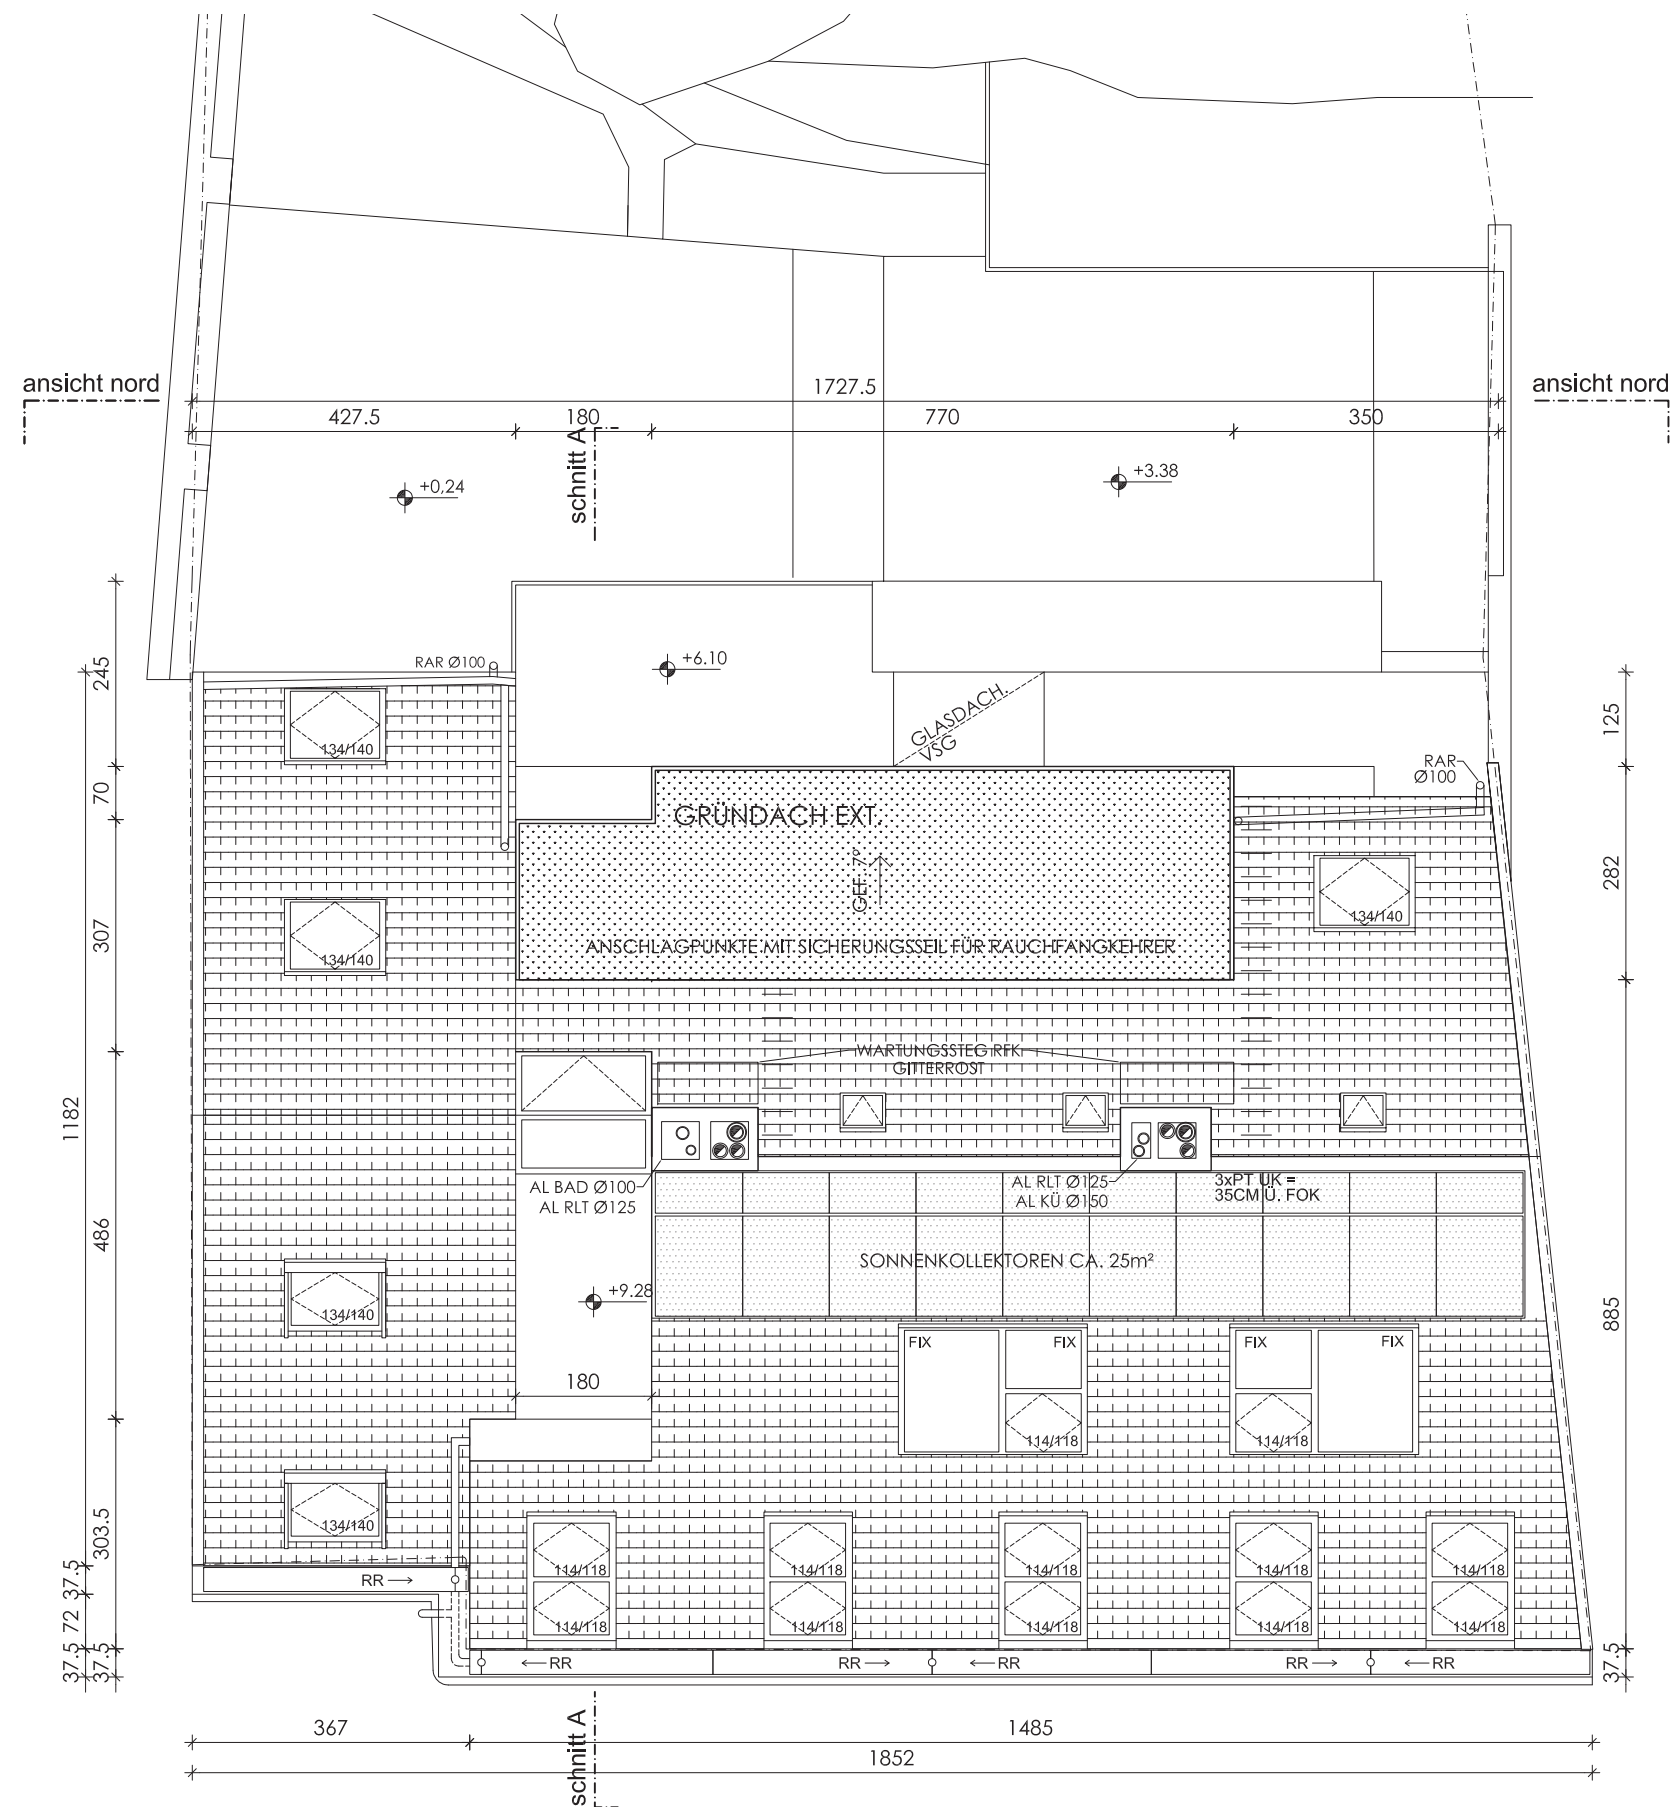 ansicht nord
ansicht nord
1727.5
427.5
180
770
350
schnitt A
+0,24
+3.38
245
RAR Ø100
+6.10
125
134/140
GLASDACH.
VSG
RAR
Ø100
70
GRÜNDACH EXT.
GEF. 7°
282
307
134/140
134/140
ANSCHLAGPUNKTE MIT SICHERUNGSSEIL FÜR RAUCHFANGKEHRER
WARTUNGSSTEG RFK
GITTERROST
1182
AL BAD Ø100
AL RLT Ø125
AL RLT Ø125
AL KÜ Ø150
3xPT UK =
35CM Ü. FOK
486
SONNENKOLLEKTOREN CA. 25m²
+9.28
134/140
885
FIX
FIX
FIX
FIX
180
114/118
114/118
303.5
134/140
114/118
114/118
114/118
114/118
114/118
37.5
RR
72
114/118
114/118
114/118
114/118
114/118
37.5
37.5
RR
RR
RR
RR
RR
37.5
schnitt A
367
1485
1852